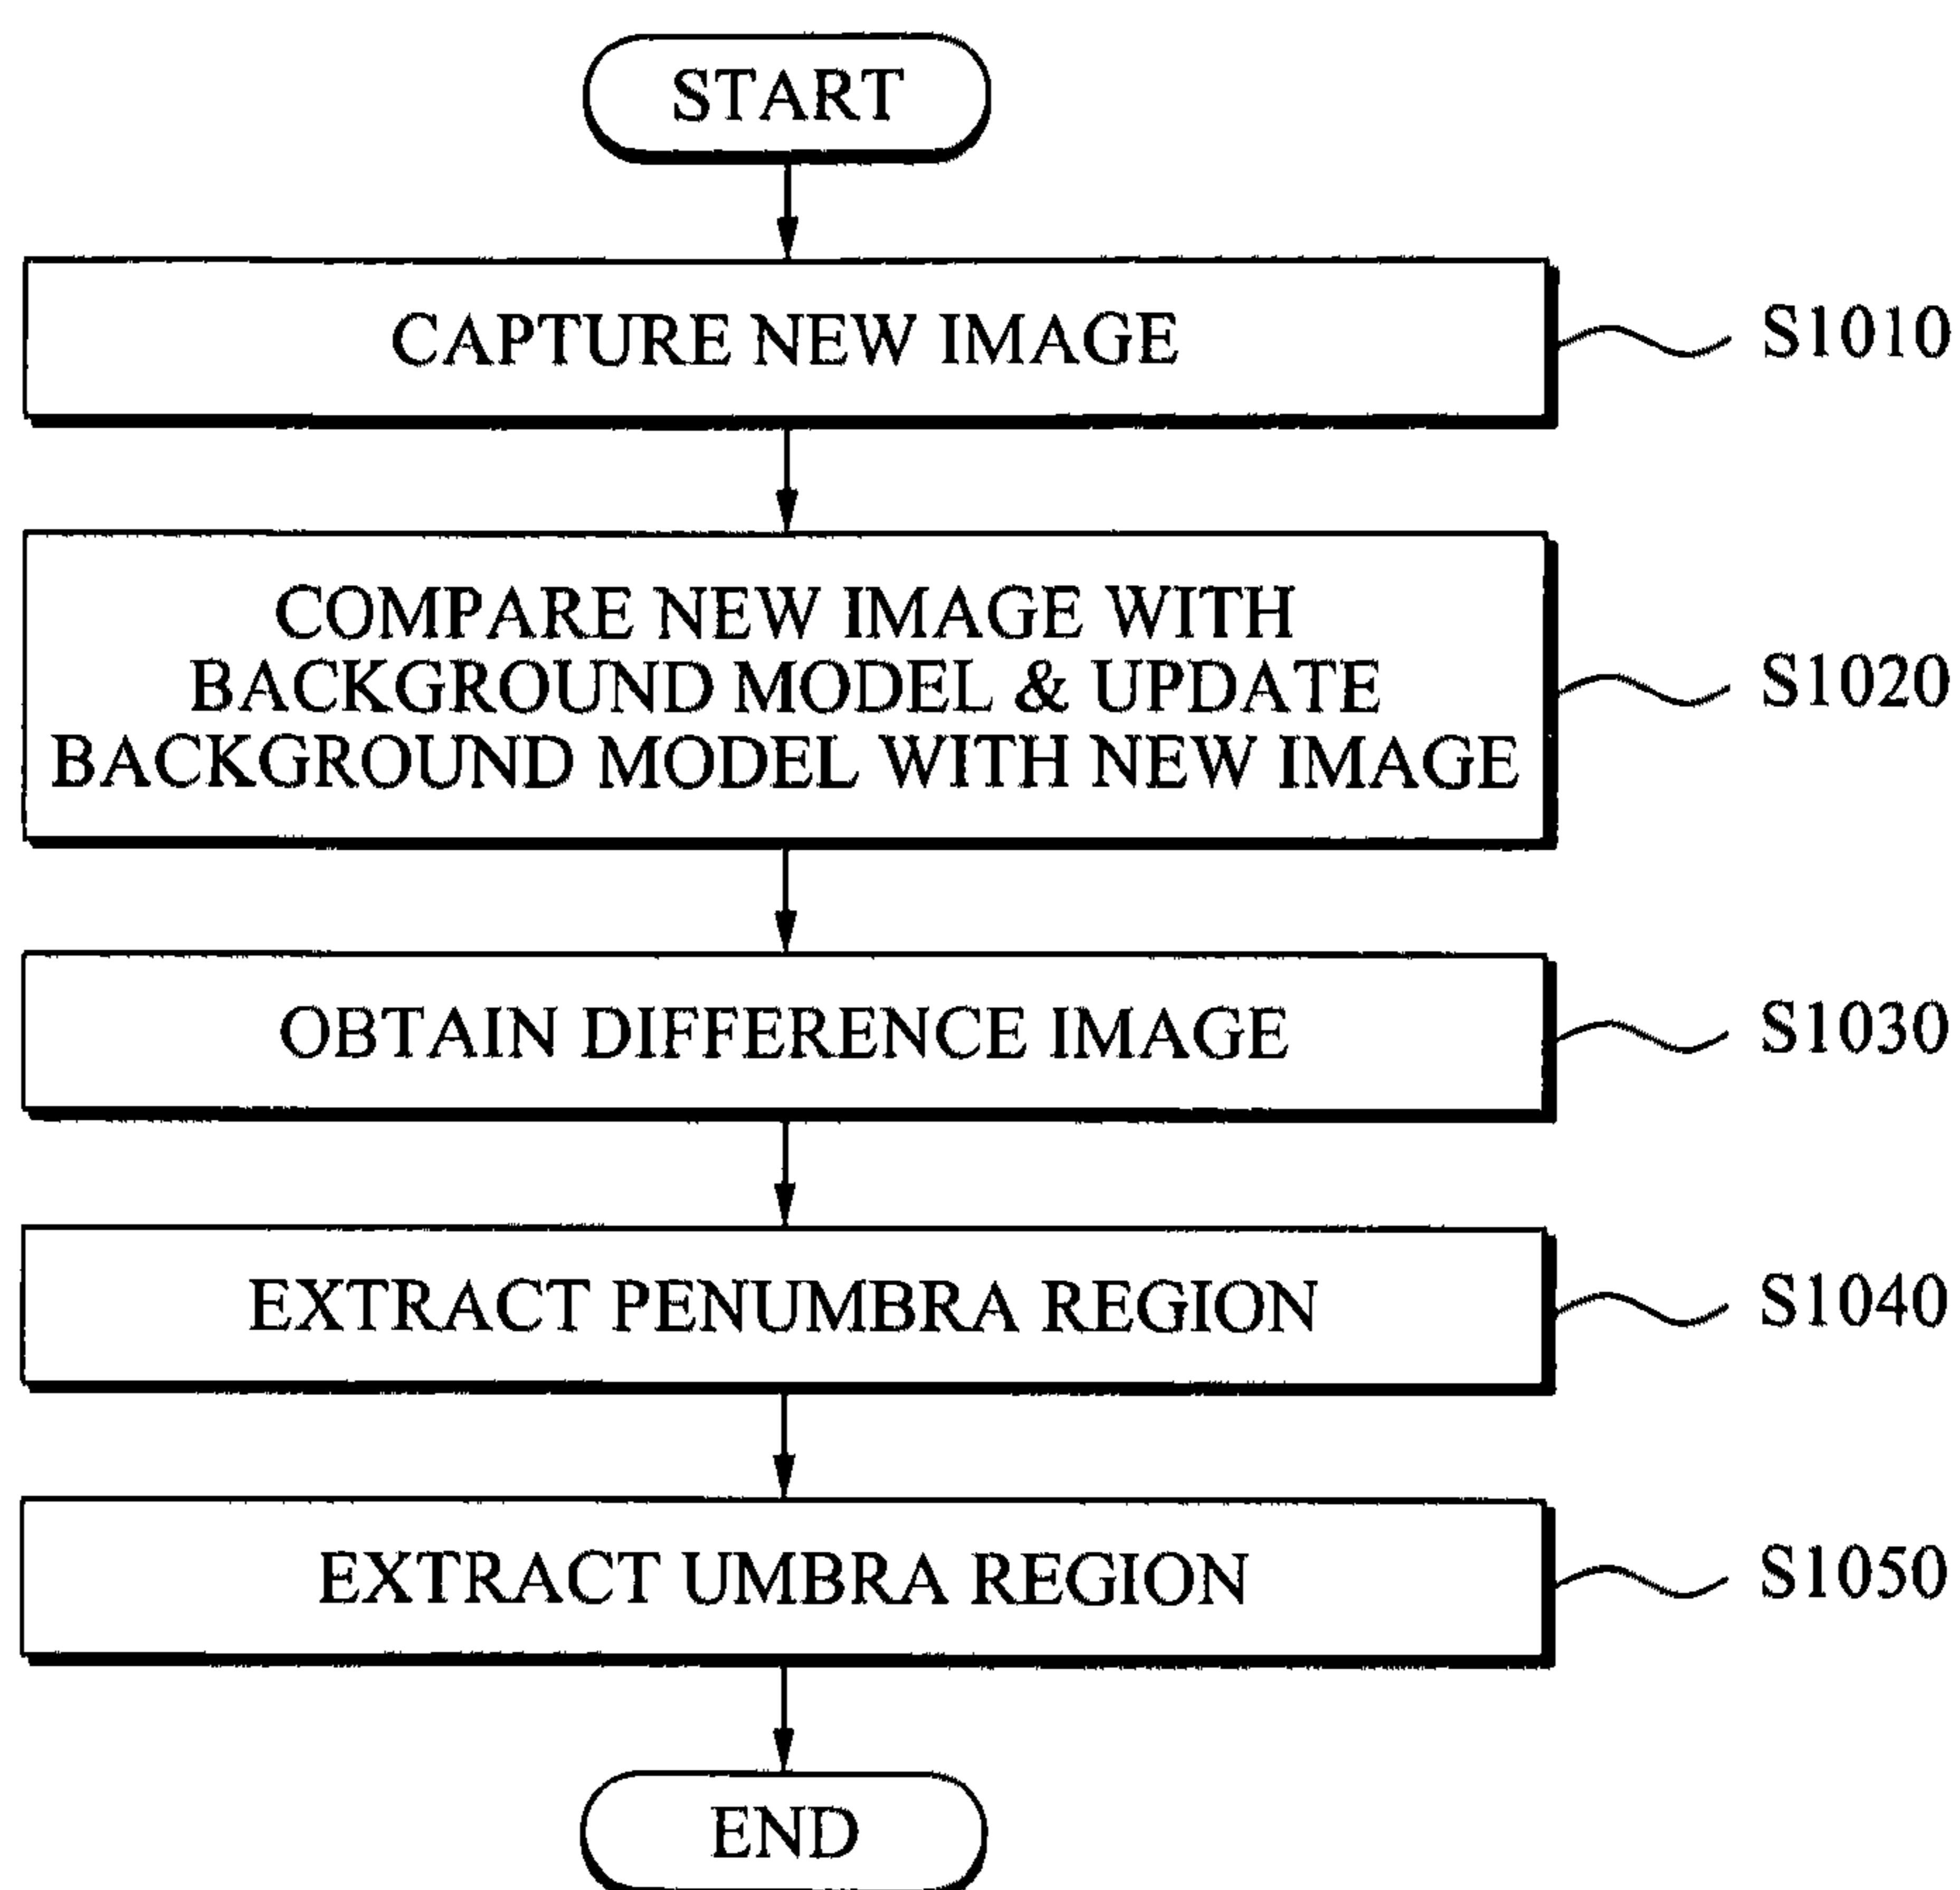 START
CAPTURE NEW IMAGE
S1010
COMPARE NEW IMAGE WITH
BACKGROUND MODEL & UPDATE
BACKGROUND MODEL WITH NEW IMAGE
S1020
OBTAIN DIFFERENCE IMAGE
S1030
EXTRACT PENUMBRA REGION
S1040
EXTRACT UMBRA REGION
S1050
END